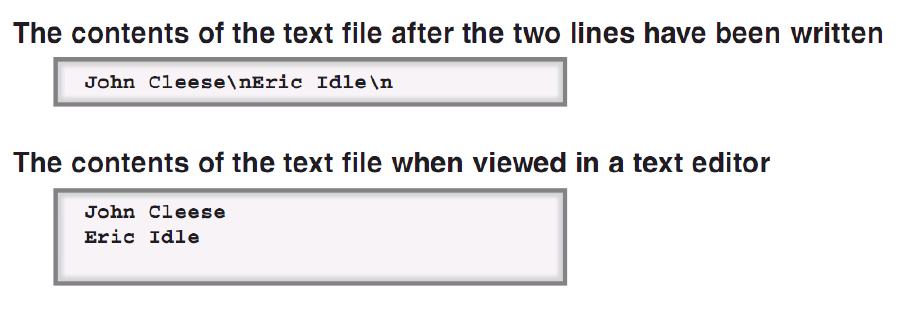 The contents of the text file after the two lines have been written
John Cleese\nEric Idle\n
The contents of the text file when viewed in a text editor
John Cleese
Eric Idle